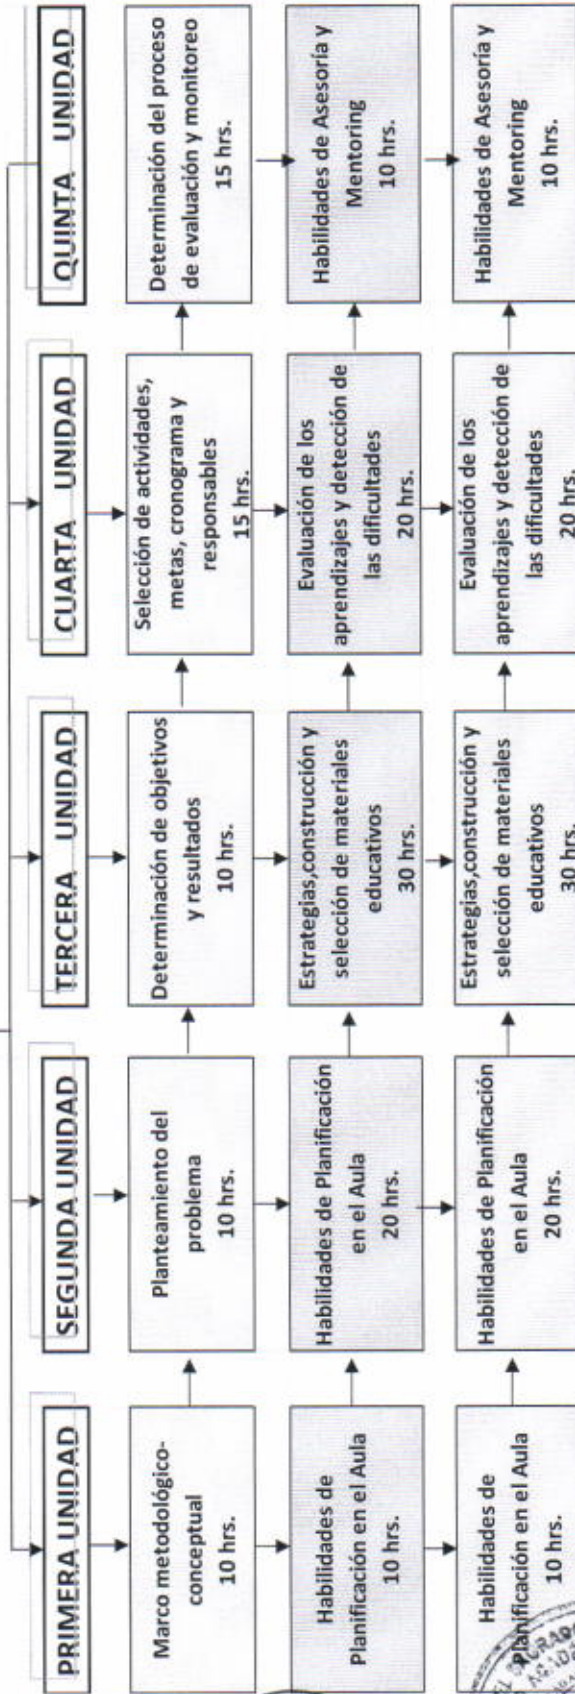 PRIMERA UNIDAD
SEGUNDA UNIDAD
TERCERA UNIDAD
CUARTA UNIDAD
QUINTA UNIDAD
Marco metodológico-
conceptual
10 hrs.
Planteamiento del
problema
10 hrs.
Determinación de objetivos
y resultados
10 hrs.
Selección de actividades,
metas, cronograma y
responsables
15 hrs.
Determinación del proceso
de evaluación y monitoreo
15 hrs.
Habilidades de
Planificación en el Aula
10 hrs.
Habilidades de Planificación
en el Aula
20 hrs.
Estrategias,construcción y
selección de materiales
educativos
30 hrs.
Evaluación de los
aprendizajes y detección de
las dificultades
20 hrs.
Habilidades de Asesoría y
Mentoring
10 hrs.
Habilidades de
Planificación en el Aula
10 hrs.
Habilidades de Planificación
en el Aula
20 hrs.
Estrategias,construcción y
selección de materiales
educativos
30 hrs.
Evaluación de los
aprendizajes y detección de
las dificultades
20 hrs.
Habilidades de Asesoría y
Mentoring
10 hrs.